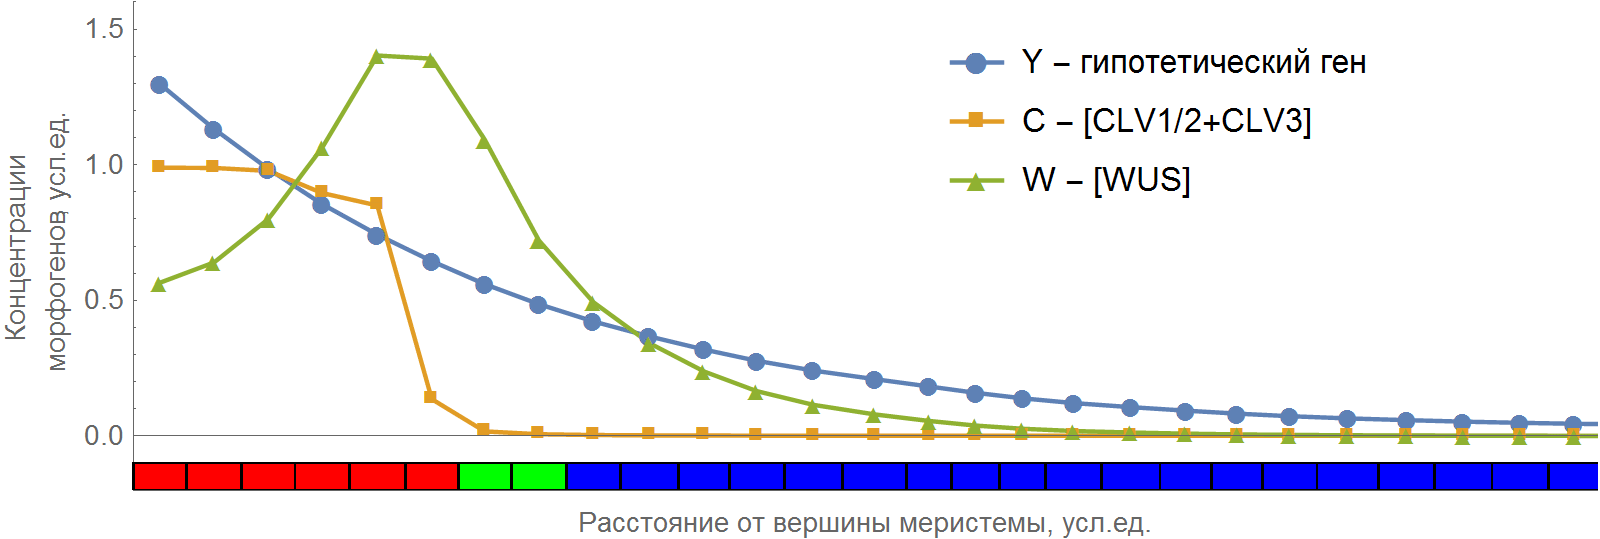 1.5
1.0
0.5
0.0
Концентрации
морфогенов, усл.ед.
Y – гипотетический ген
C – [CLV1/2+CLV3]
W – [WUS]
Расстояние от вершины меристемы, усл.ед.